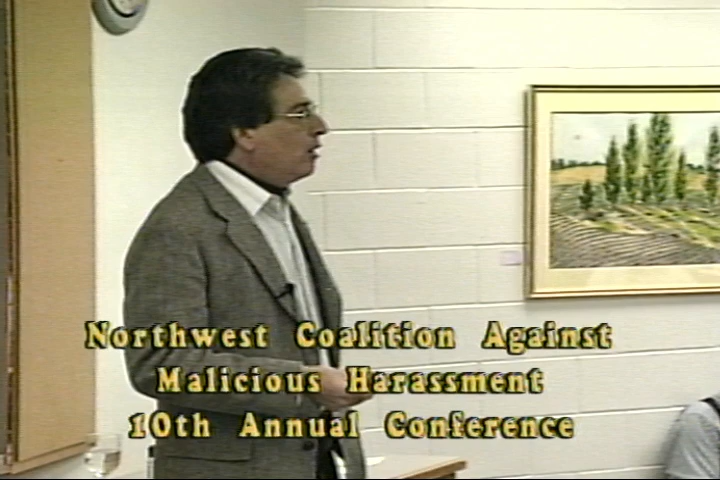 Northwest Coalition Against
Malicious Harassment
10th Annual Conference